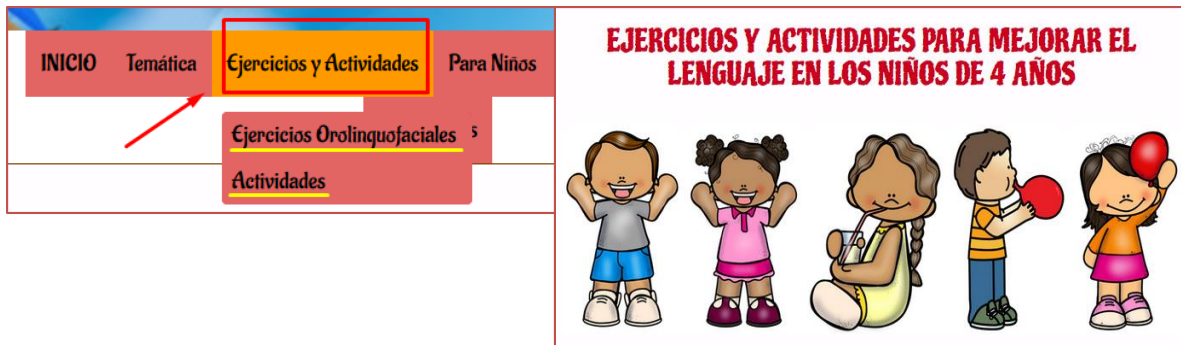 INICIO Temática Ejercicios y Actividades Para Niños
Ejercicios Orolinquofaciales s
Actividades
EJERCICIOS Y ACTIVIDADES PARA MEJORAR EL
LENGUAJE EN LOS NIÑOS DE 4 AÑOS